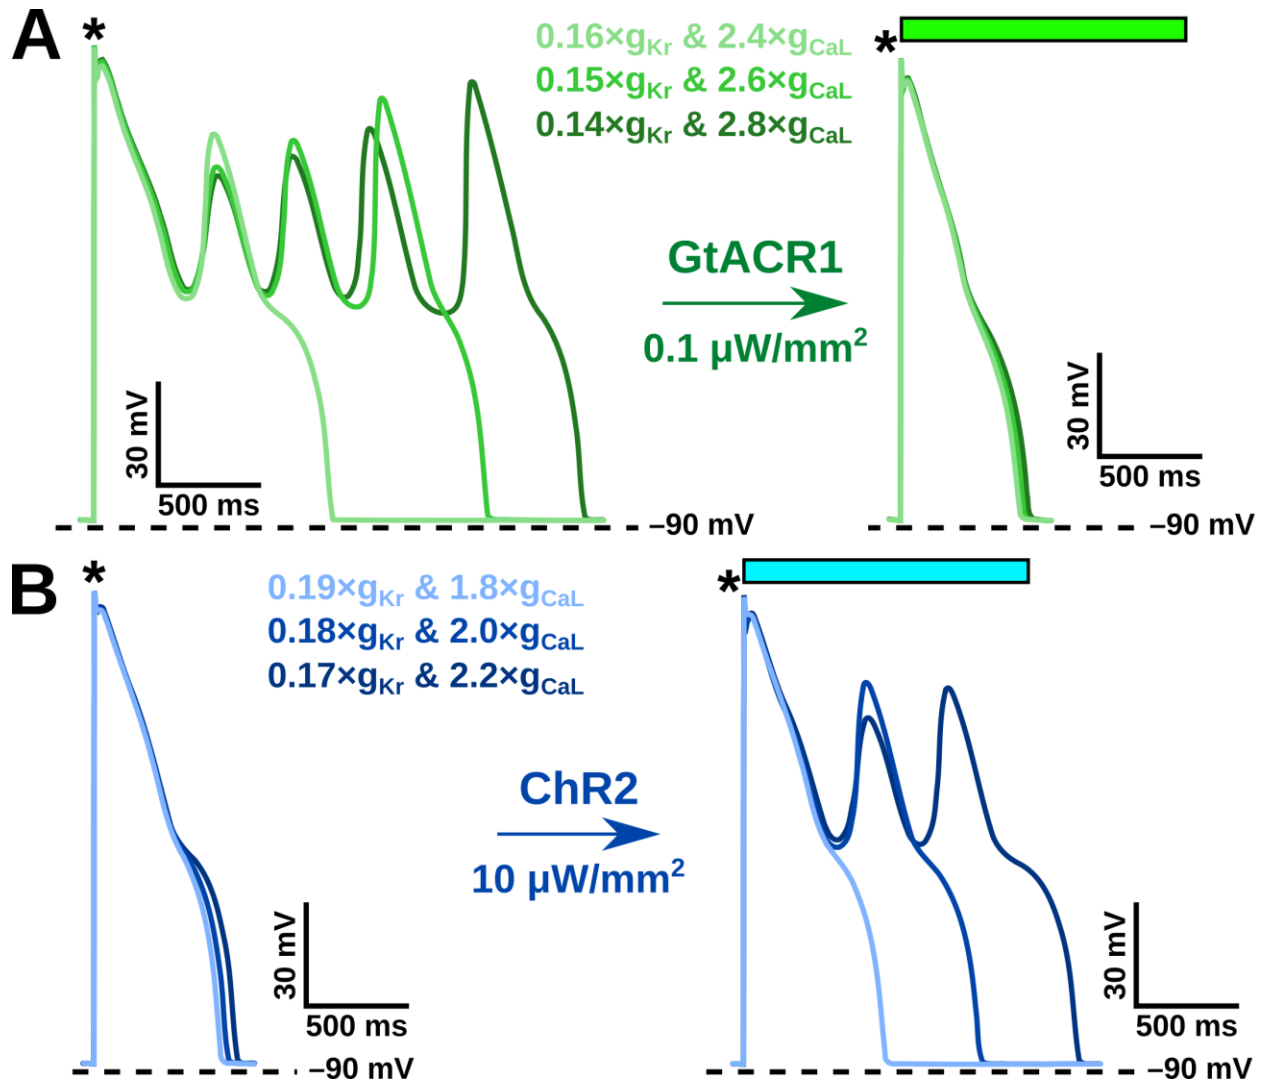 A
*
0.16×gKr & 2.4×gCaL
0.15×gKr & 2.6×gCaL
0.14×gKr & 2.8×gCaL
*
GtACR1
0.1 µW/mm²
30 mV
500 ms
30 mV
500 ms
–90 mV
–90 mV
B
*
0.19×gKr & 1.8×gCaL
0.18×gKr & 2.0×gCaL
0.17×gKr & 2.2×gCaL
*
ChR2
10 µW/mm²
30 mV
500 ms
30 mV
500 ms
–90 mV
–90 mV